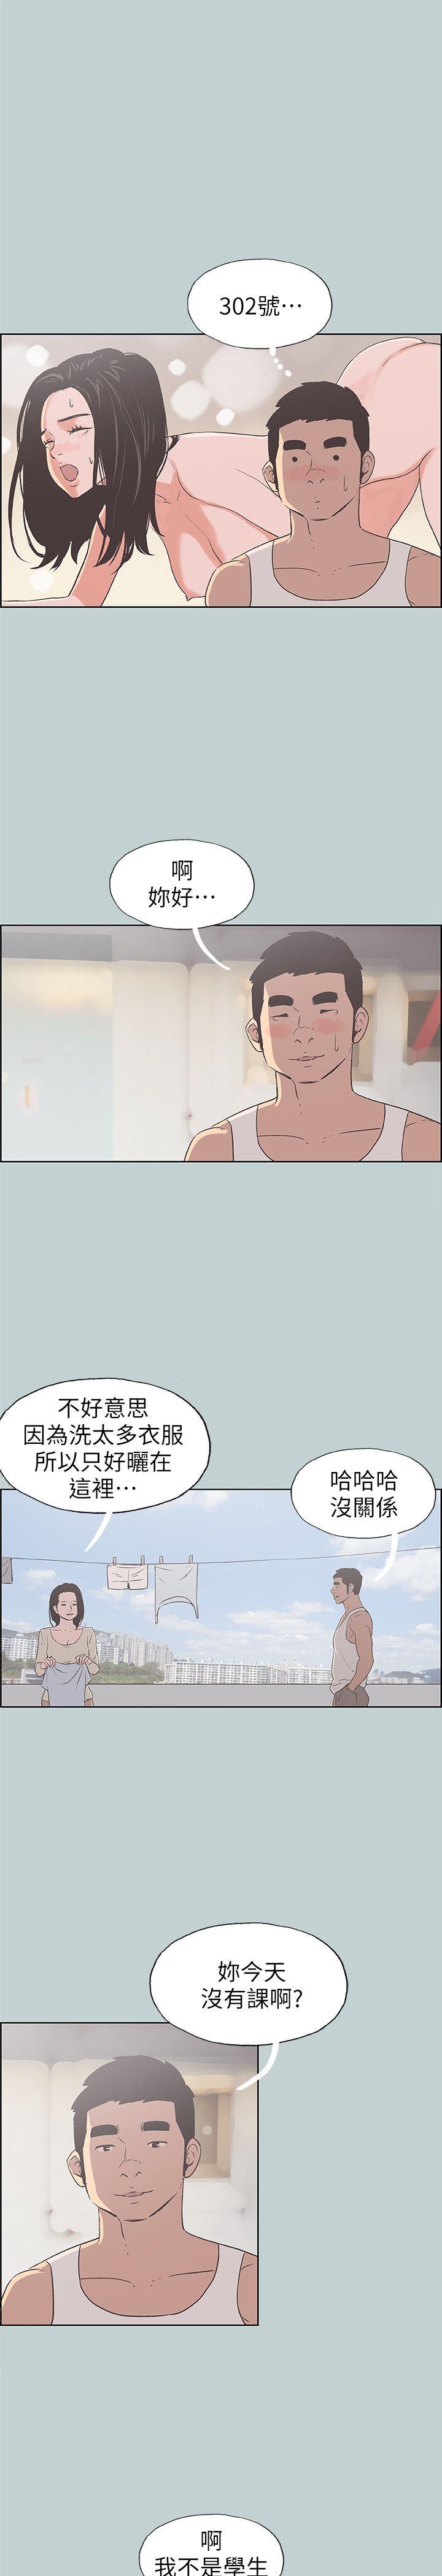 302號⋯
啊
妳好⋯
不好意思
因為洗太多衣服
所以只好曬在
這裡⋯
哈哈哈
沒關係
妳今天
沒有課啊?
啊
我不是學生